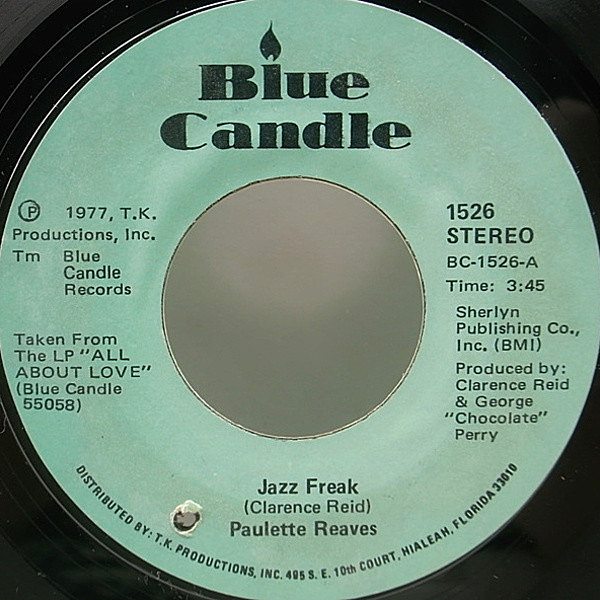 Blue
Candle
℗ 1977, T.K.
Productions, Inc.
Tm Blue
Candle
Records
Taken From
The LP "ALL
ABOUT LOVE"
(Blue Candle
55058)
1526
STEREO
BC-1526-A
Time: 3:45
Sherlyn
Publishing Co.,
Inc. (BMI)
Produced by:
Clarence Reid
& George
"Chocolate"
Perry
Jazz Freak
(Clarence Reid)
Paulette Reaves
DISTRIBUTED BY: T.K. PRODUCTIONS, INC. 495 S. E. 10th COURT, HIALEAH, FLORIDA 33010